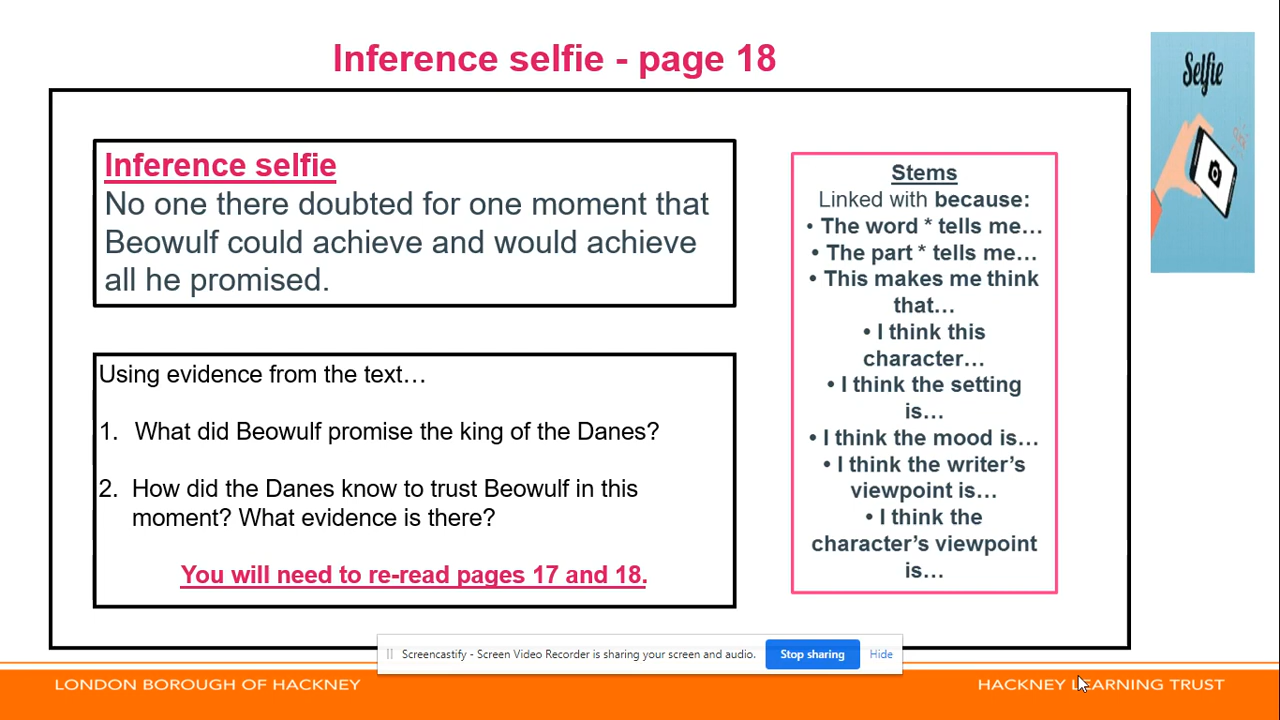 Inference selfie - page 18
Selfie
Inference selfie
No one there doubted for one moment that
Beowulf could achieve and would achieve
all he promised.
Stems
Linked with because:
• The word * tells me…
• The part * tells me…
• This makes me think
that…
• I think this
character…
• I think the setting
is…
• I think the mood is…
• I think the writer’s
viewpoint is…
• I think the
character’s viewpoint
is…
Using evidence from the text…
1. What did Beowulf promise the king of the Danes?
2. How did the Danes know to trust Beowulf in this
moment? What evidence is there?
You will need to re-read pages 17 and 18.
Screencastify - Screen Video Recorder is sharing your screen and audio.
Stop sharing
Hide
LONDON BOROUGH OF HACKNEY
HACKNEY LEARNING TRUST